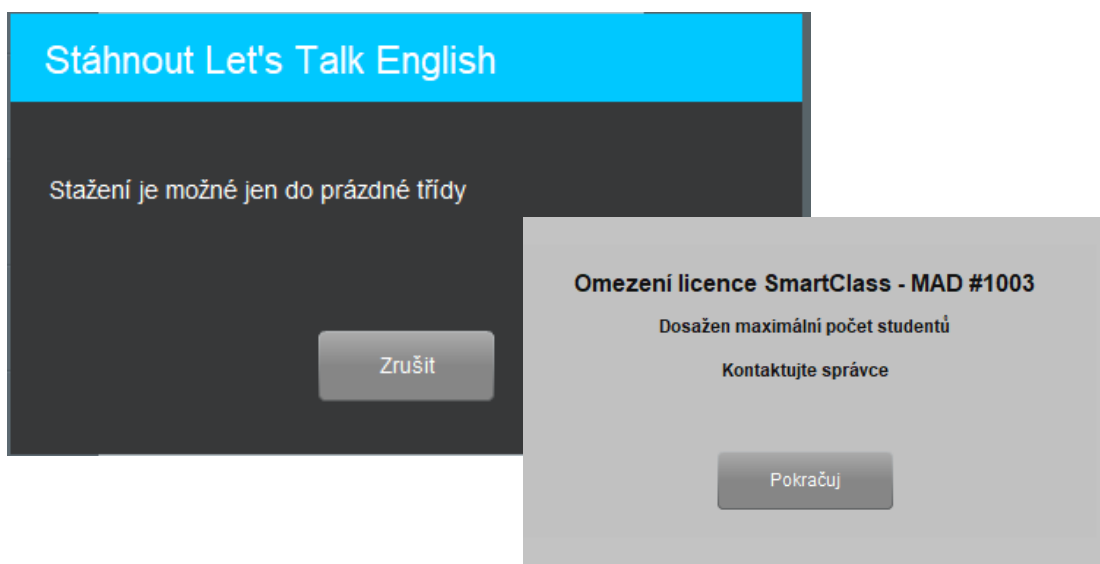 Stáhnout Let's Talk English
Stažení je možné jen do prázdné třídy
Zrušit
Omezení licence SmartClass - MAD #1003
Dosažen maximální počet studentů
Kontaktujte správce
Pokračuj